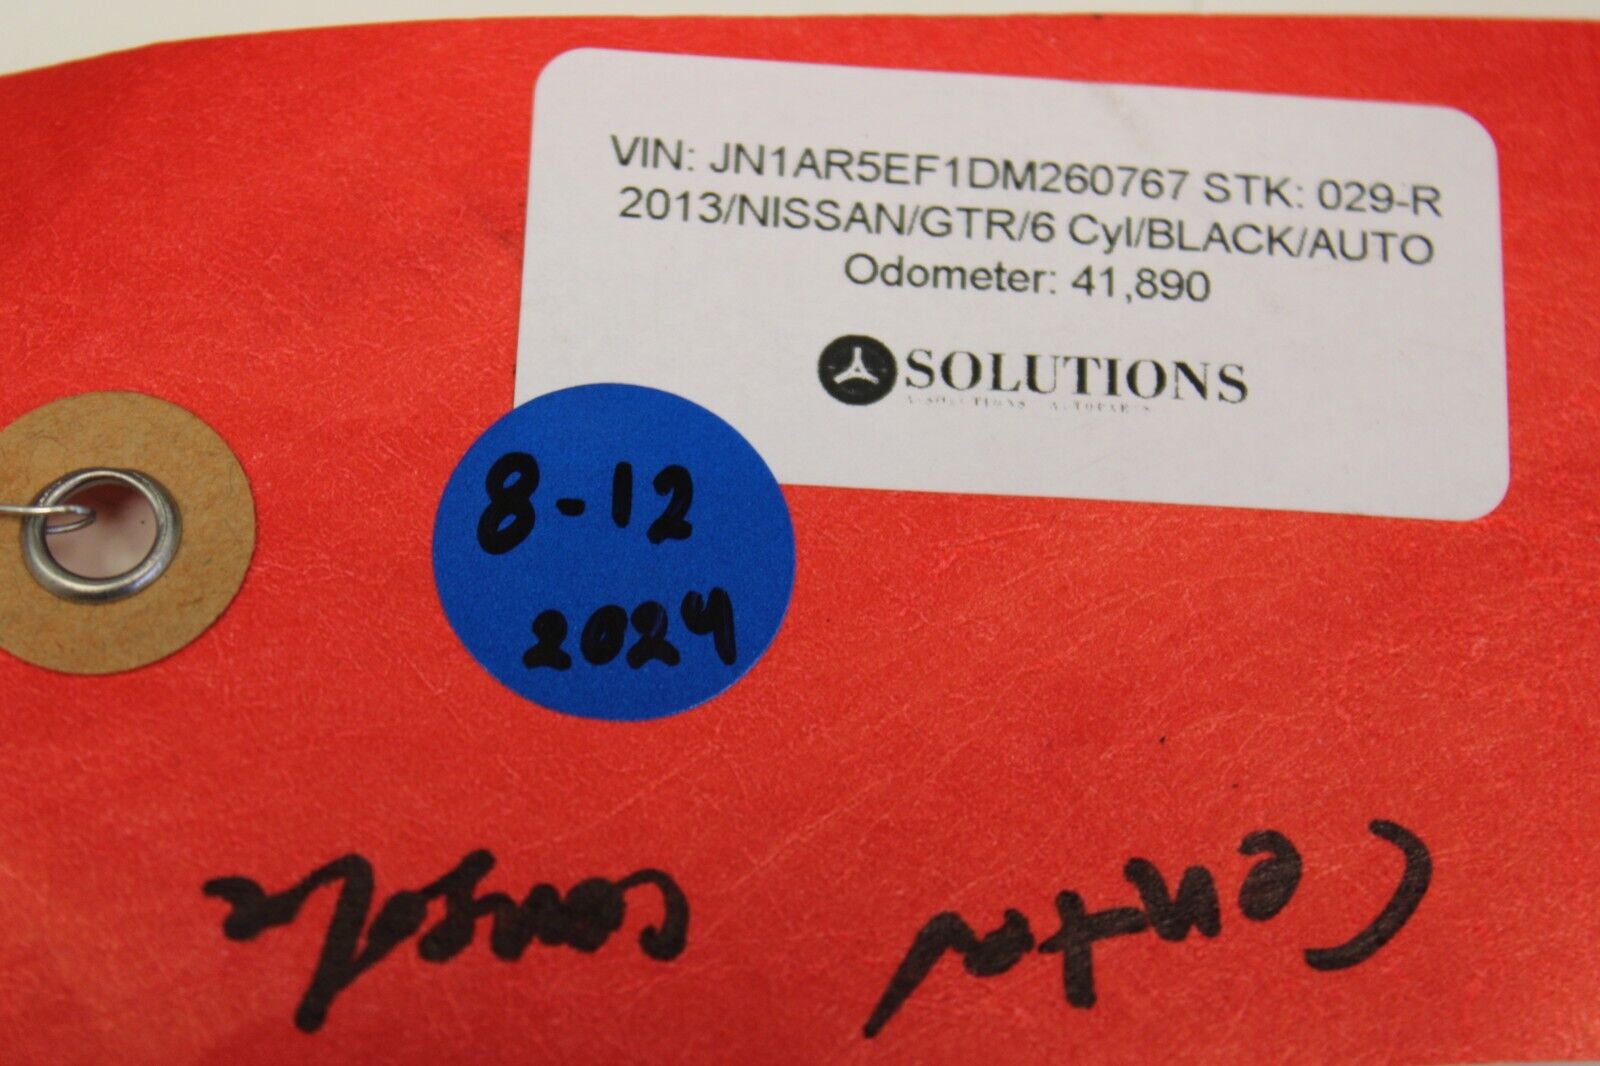 VIN: JN1AR5EF1DM260767 STK: 029-R
2013/NISSAN/GTR/6 Cyl/BLACK/AUTO
Odometer: 41,890
SOLUTIONS
8-12
2024
Center console